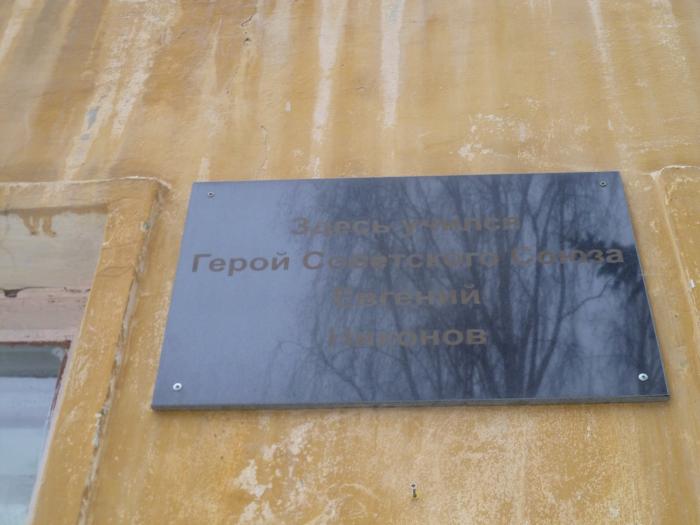 Здесь учился
Герой Советского Союза
Евгений
Никонов